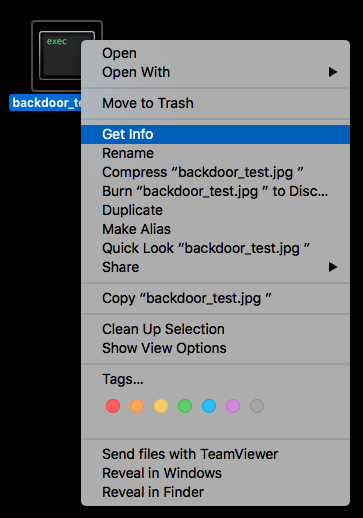 exec
backdoor_te
Open
Open With
Move to Trash
Get Info
Rename
Compress “backdoor_test.jpg ”
Burn “backdoor_test.jpg ” to Disc...
Duplicate
Make Alias
Quick Look “backdoor_test.jpg ”
Share
Copy “backdoor_test.jpg ”
Clean Up Selection
Show View Options
Tags...
Send files with TeamViewer
Reveal in Windows
Reveal in Finder